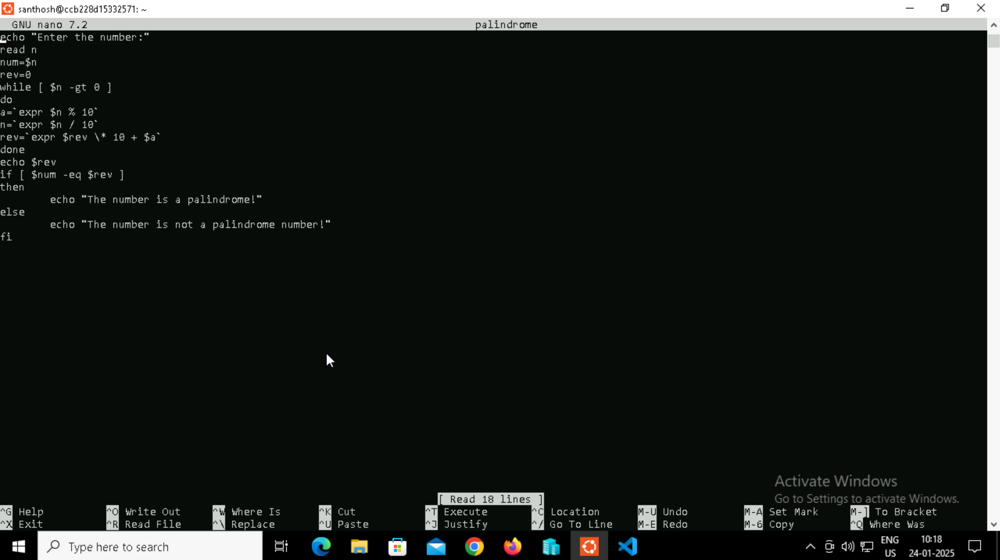 santhosh@ccb228d15332571: ~
GNU nano 7.2 palindrome
echo "Enter the number:"
read n
num=$n
rev=0
while [ $n -gt 0 ]
do
a=`expr $n % 10`
n=`expr $n / 10`
rev=`expr $rev \* 10 + $a`
done
echo $rev
if [ $num -eq $rev ]
then
        echo "The number is a palindrome!"
else
        echo "The number is not a palindrome number!"
fi
Activate Windows
Go to Settings to activate Windows.
[ Read 18 lines ]
^G Help ^O Write Out ^W Where Is ^K Cut ^T Execute ^C Location M-U Undo M-A Set Mark M-] To Bracket
^X Exit ^R Read File ^\ Replace ^U Paste ^J Justify ^/ Go To Line M-E Redo M-6 Copy ^Q Where Was
Type here to search ENG 10:18
US 24-01-2025